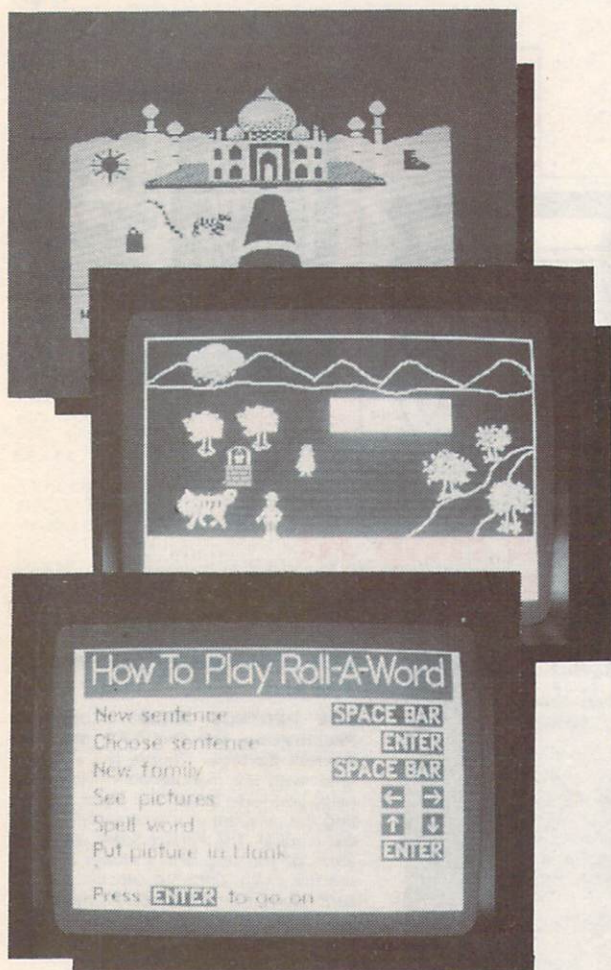 How To Play Roll-A-Word
New sentence SPACE BAR
Choose sentence ENTER
New family SPACE BAR
See pictures ← →
Spell word ↑ ↓
Put picture in blank ENTER
Press ENTER to go on